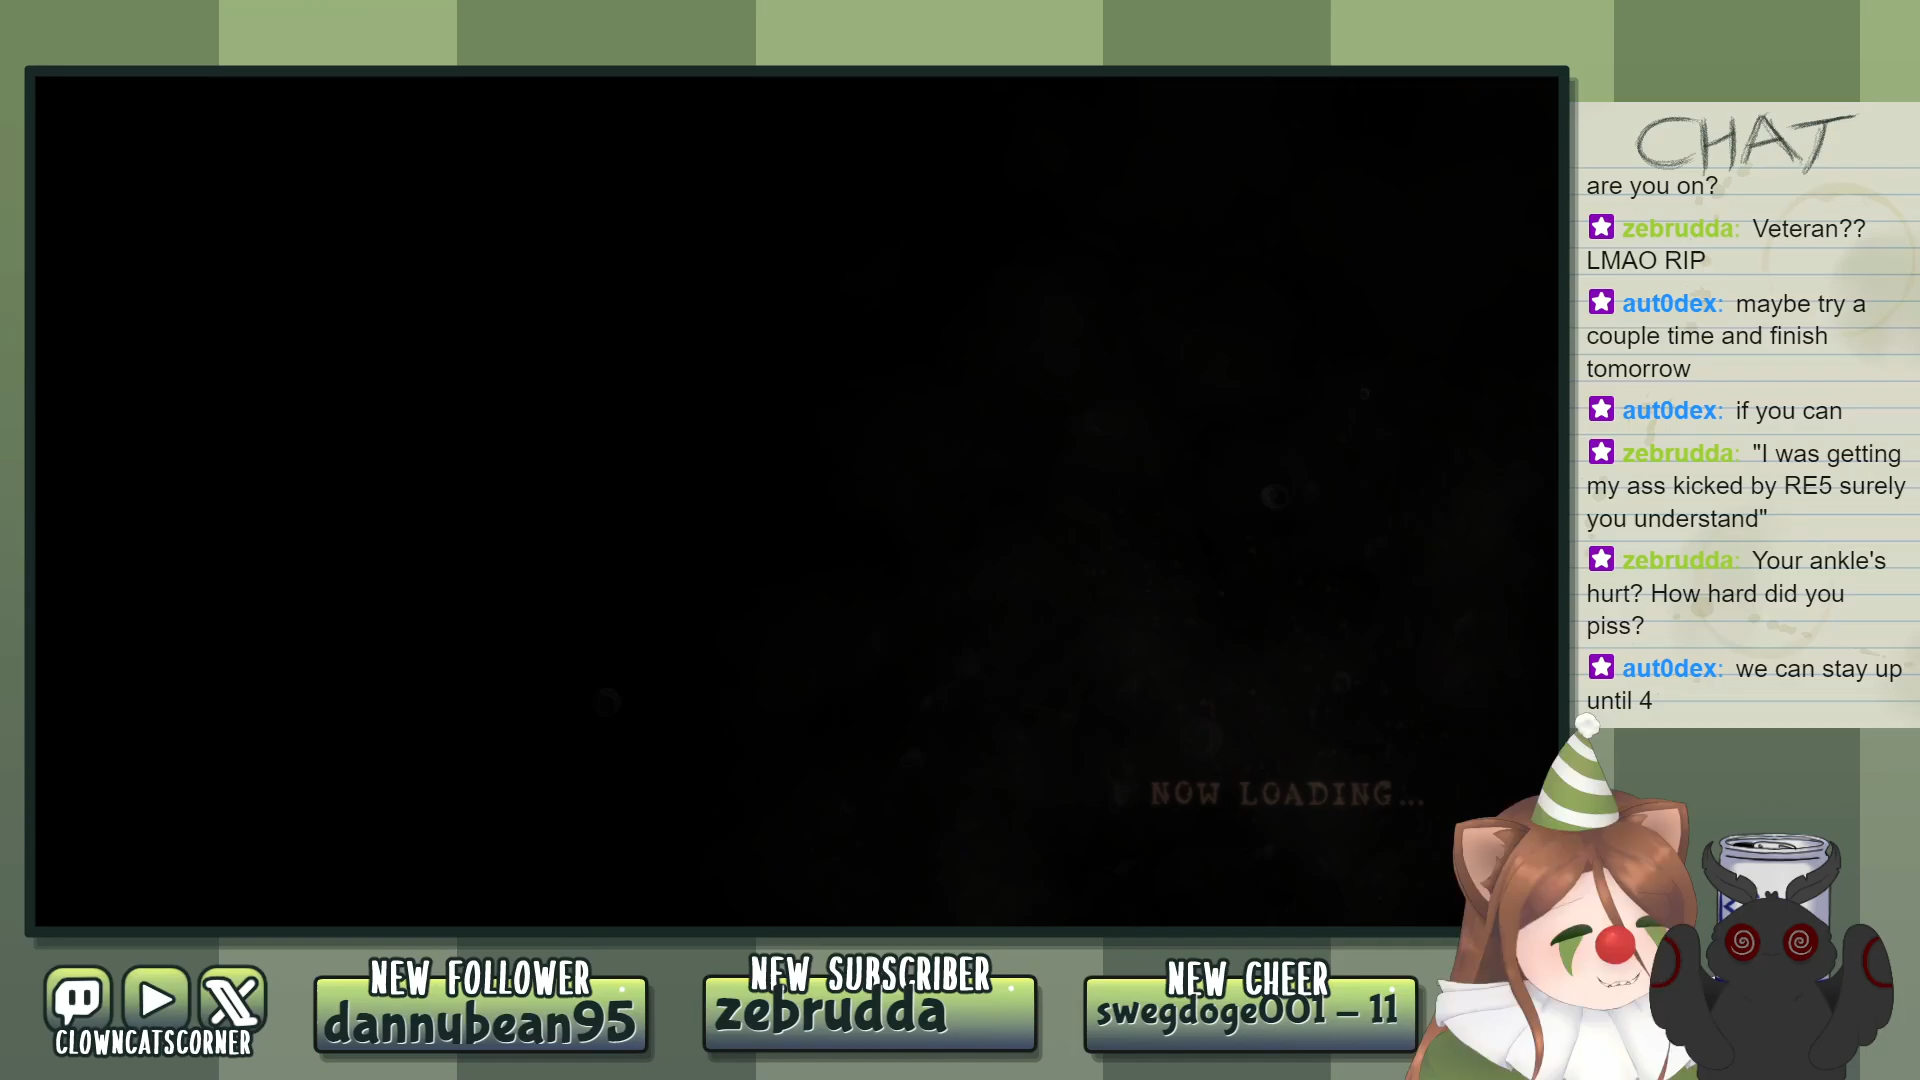 CHAT
are you on?
zebrudda: Veteran??
LMAO RIP
aut0dex: maybe try a
couple time and finish
tomorrow
aut0dex: if you can
zebrudda: "I was getting
my ass kicked by RE5 surely
you understand"
zebrudda: Your ankle's
hurt? How hard did you
piss?
aut0dex: we can stay up
until 4
NOW LOADING...
CLOWNCATSCORNER
NEW FOLLOWER
dannubean95
NEW SUBSCRIBER
zebrudda
NEW CHEER
swegdoge001 - 11